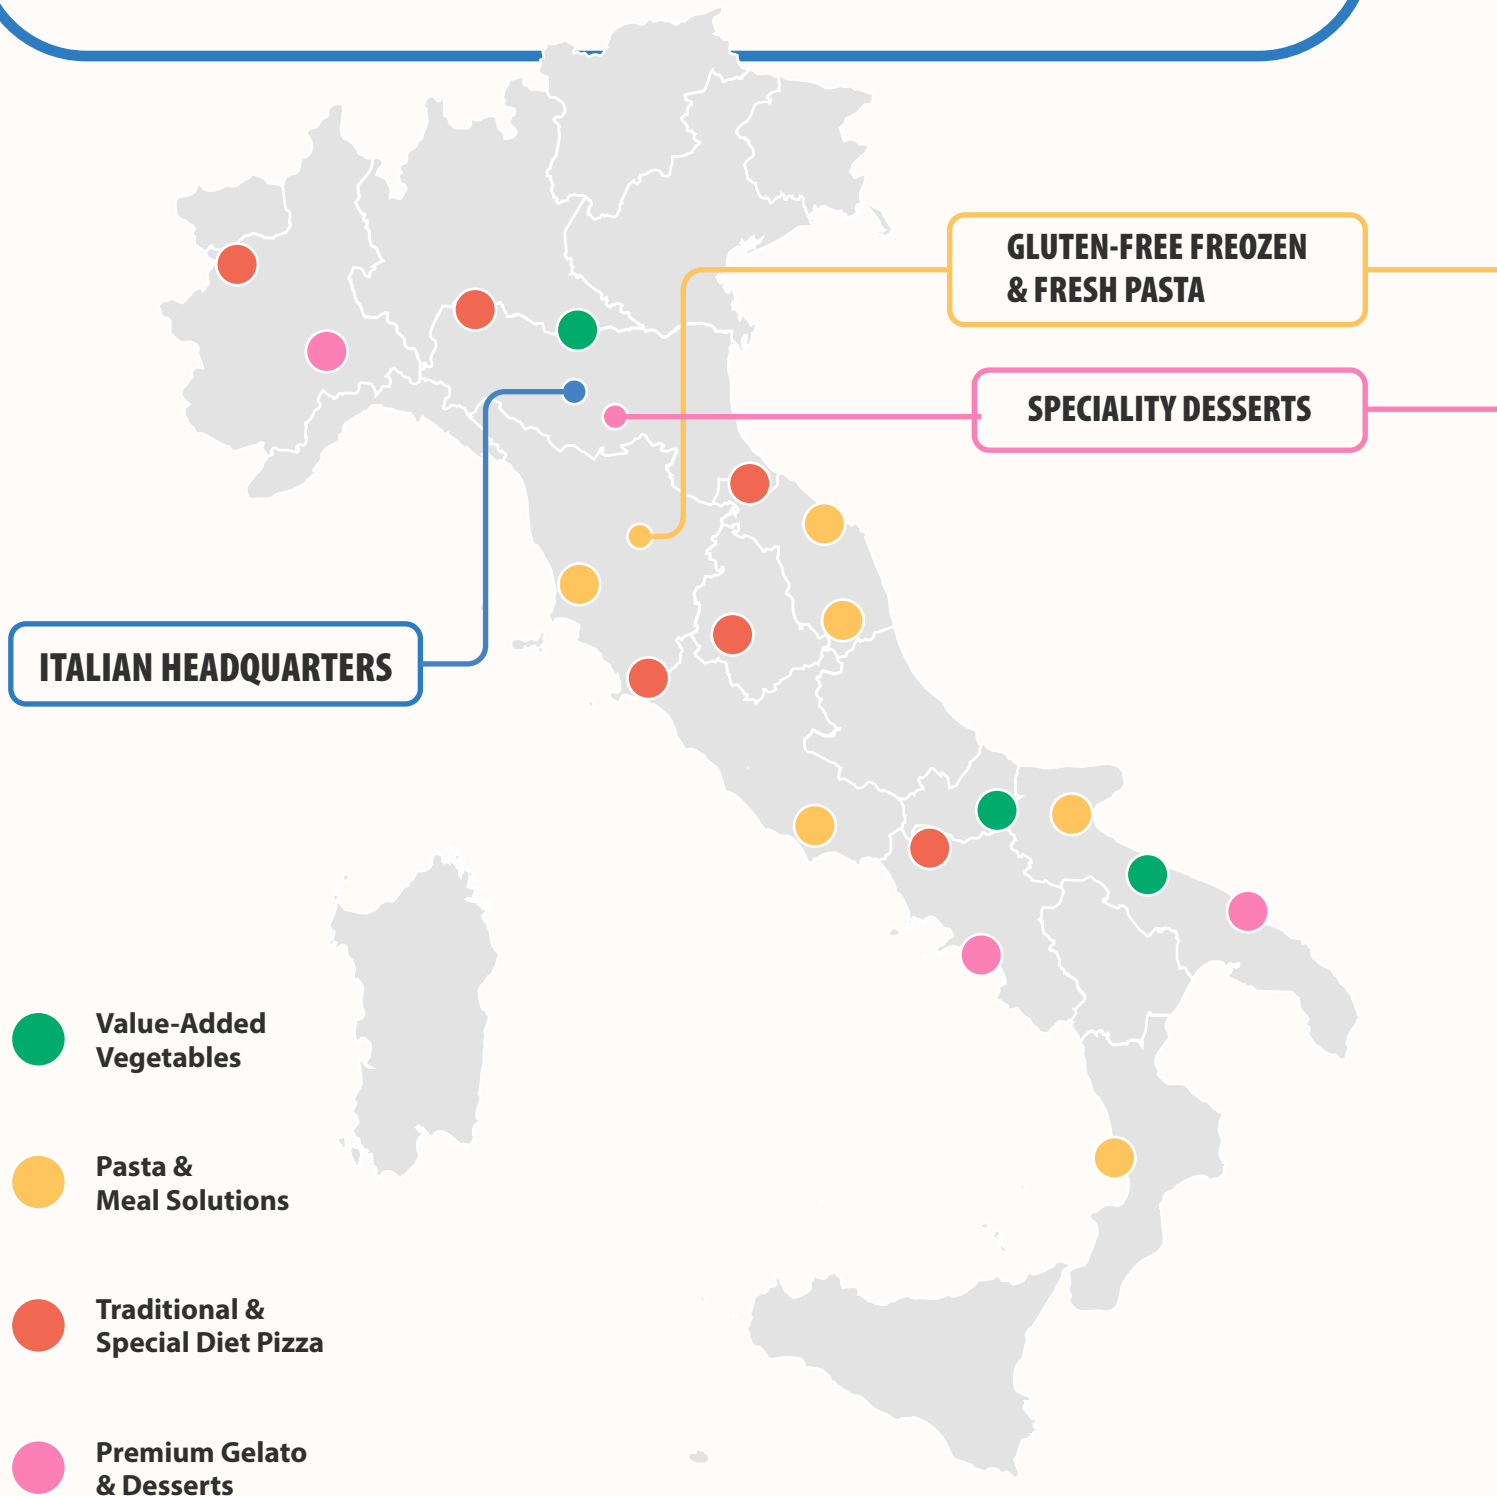 GLUTEN-FREE FREOZEN
& FRESH PASTA
SPECIALITY DESSERTS
ITALIAN HEADQUARTERS
Value-Added
Vegetables
Pasta &
Meal Solutions
Traditional &
Special Diet Pizza
Premium Gelato
& Desserts